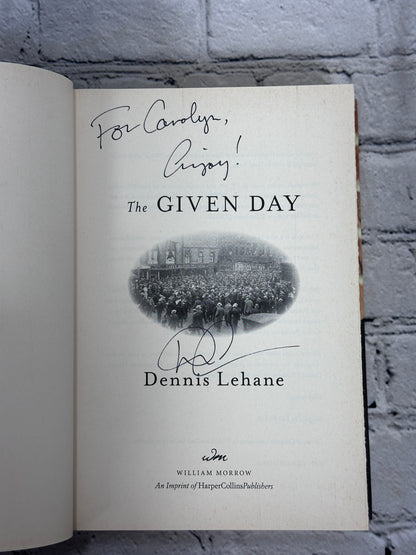 For Carolyn,
Enjoy!
The GIVEN DAY
Dennis Lehane
wm
WILLIAM MORROW
An Imprint of HarperCollinsPublishers